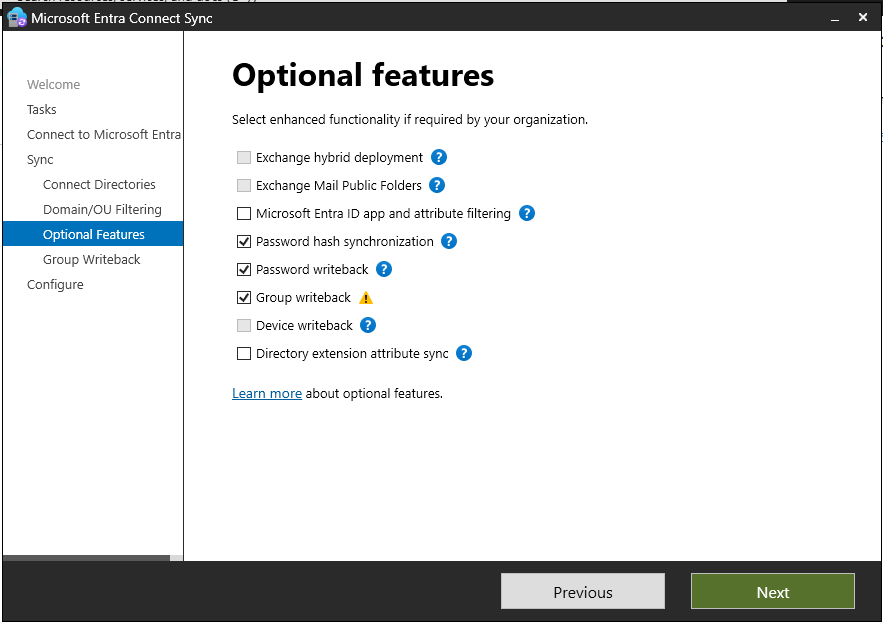 Microsoft Entra Connect Sync
Welcome
Tasks
Connect to Microsoft Entra
Sync
Connect Directories
Domain/OU Filtering
Optional Features
Group Writeback
Configure
Optional features
Select enhanced functionality if required by your organization.
Exchange hybrid deployment ?
Exchange Mail Public Folders ?
Microsoft Entra ID app and attribute filtering ?
Password hash synchronization ?
Password writeback ?
Group writeback
Device writeback ?
Directory extension attribute sync ?
Learn more about optional features.
Previous
Next